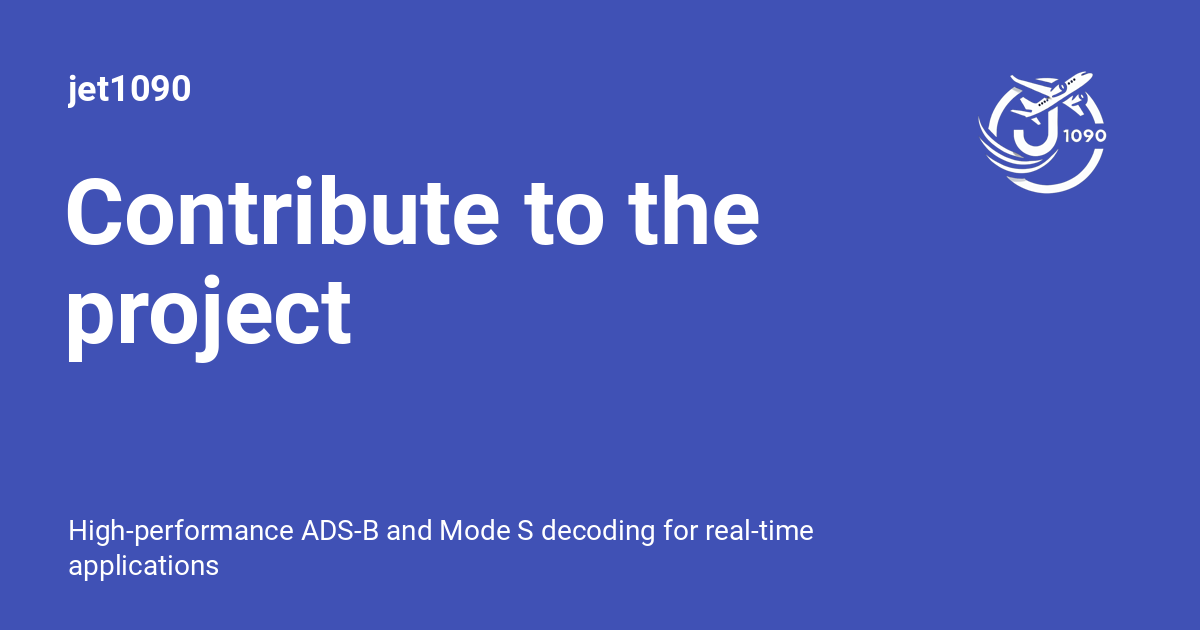 jet1090
J
1090
Contribute to the
project
High-performance ADS-B and Mode S decoding for real-time
applications